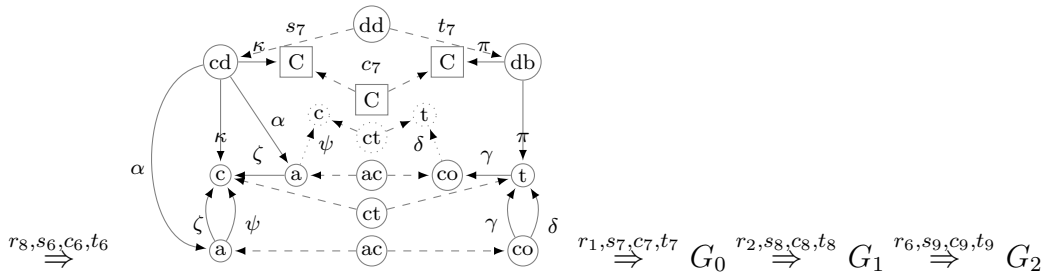 s₇ dd t₇
cd κ C c₇ C π db
C
c ct t
α ψ δ
κ ζ γ π
α c a ac co t
ct
ζ ψ γ δ
a ac co
r₈,s₆,c₆,t₆ ⇒ r₁,s₇,c₇,t₇ ⇒ G₀ r₂,s₈,c₈,t₈ ⇒ G₁ r₆,s₉,c₉,t₉ ⇒ G₂